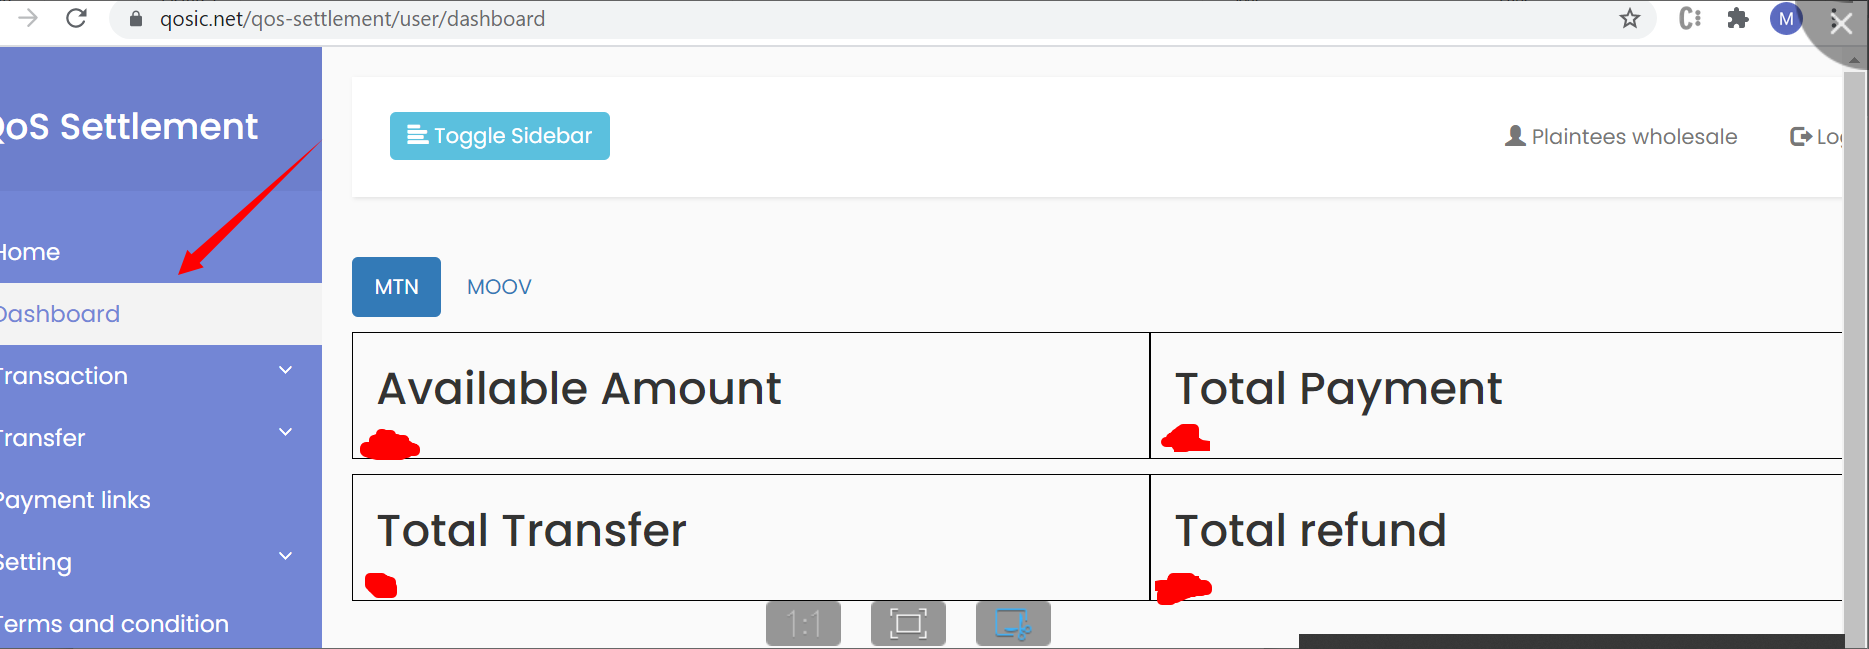 qosic.net/qos-settlement/user/dashboard
M
QoS Settlement
Toggle Sidebar
Plaintees wholesale
Log
Home
Dashboard
Transaction
Transfer
Payment links
Setting
Terms and condition
MTN
MOOV
Available Amount
Total Payment
Total Transfer
Total refund
1:1